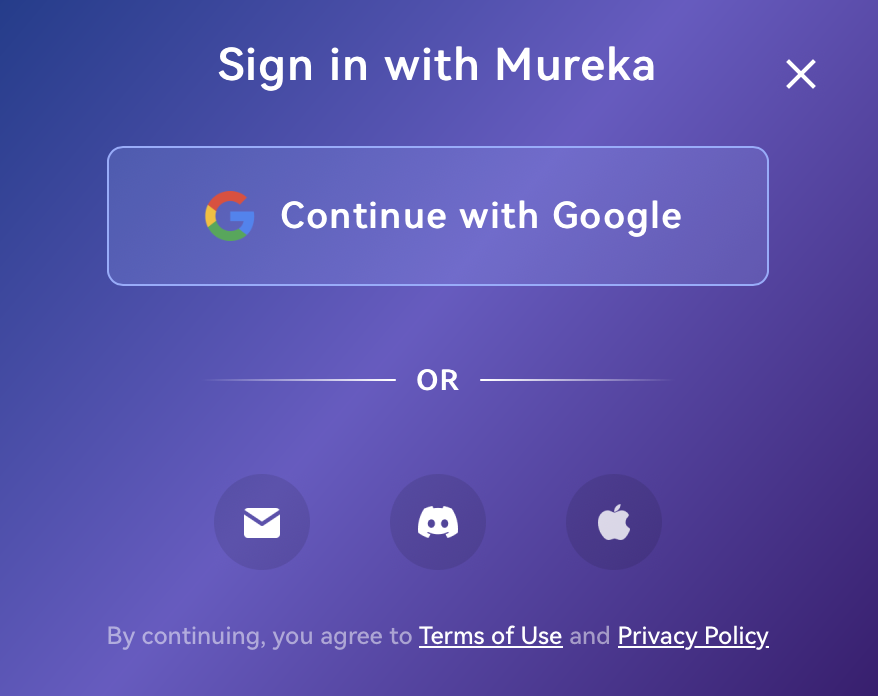 Sign in with Mureka
Continue with Google
OR
By continuing, you agree to Terms of Use and Privacy Policy